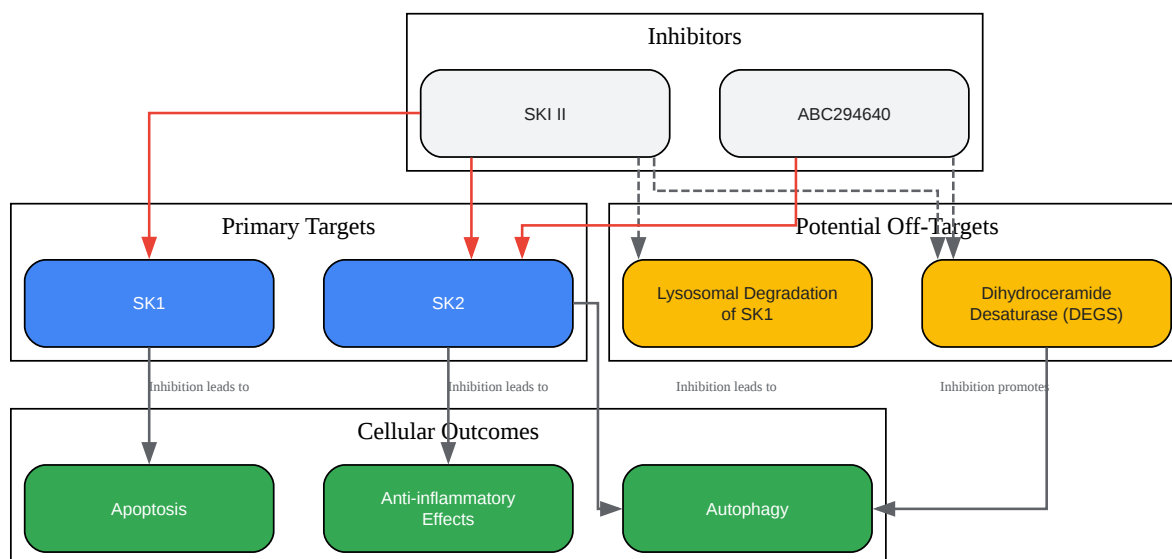 Inhibitors
SKI II
ABC294640
Primary Targets
Potential Off-Targets
SK1
SK2
Lysosomal Degradation
of SK1
Dihydroceramide
Desaturase (DEGS)
Inhibition leads to
Inhibition leads to
Inhibition leads to
Inhibition promotes
Cellular Outcomes
Apoptosis
Anti-inflammatory
Effects
Autophagy